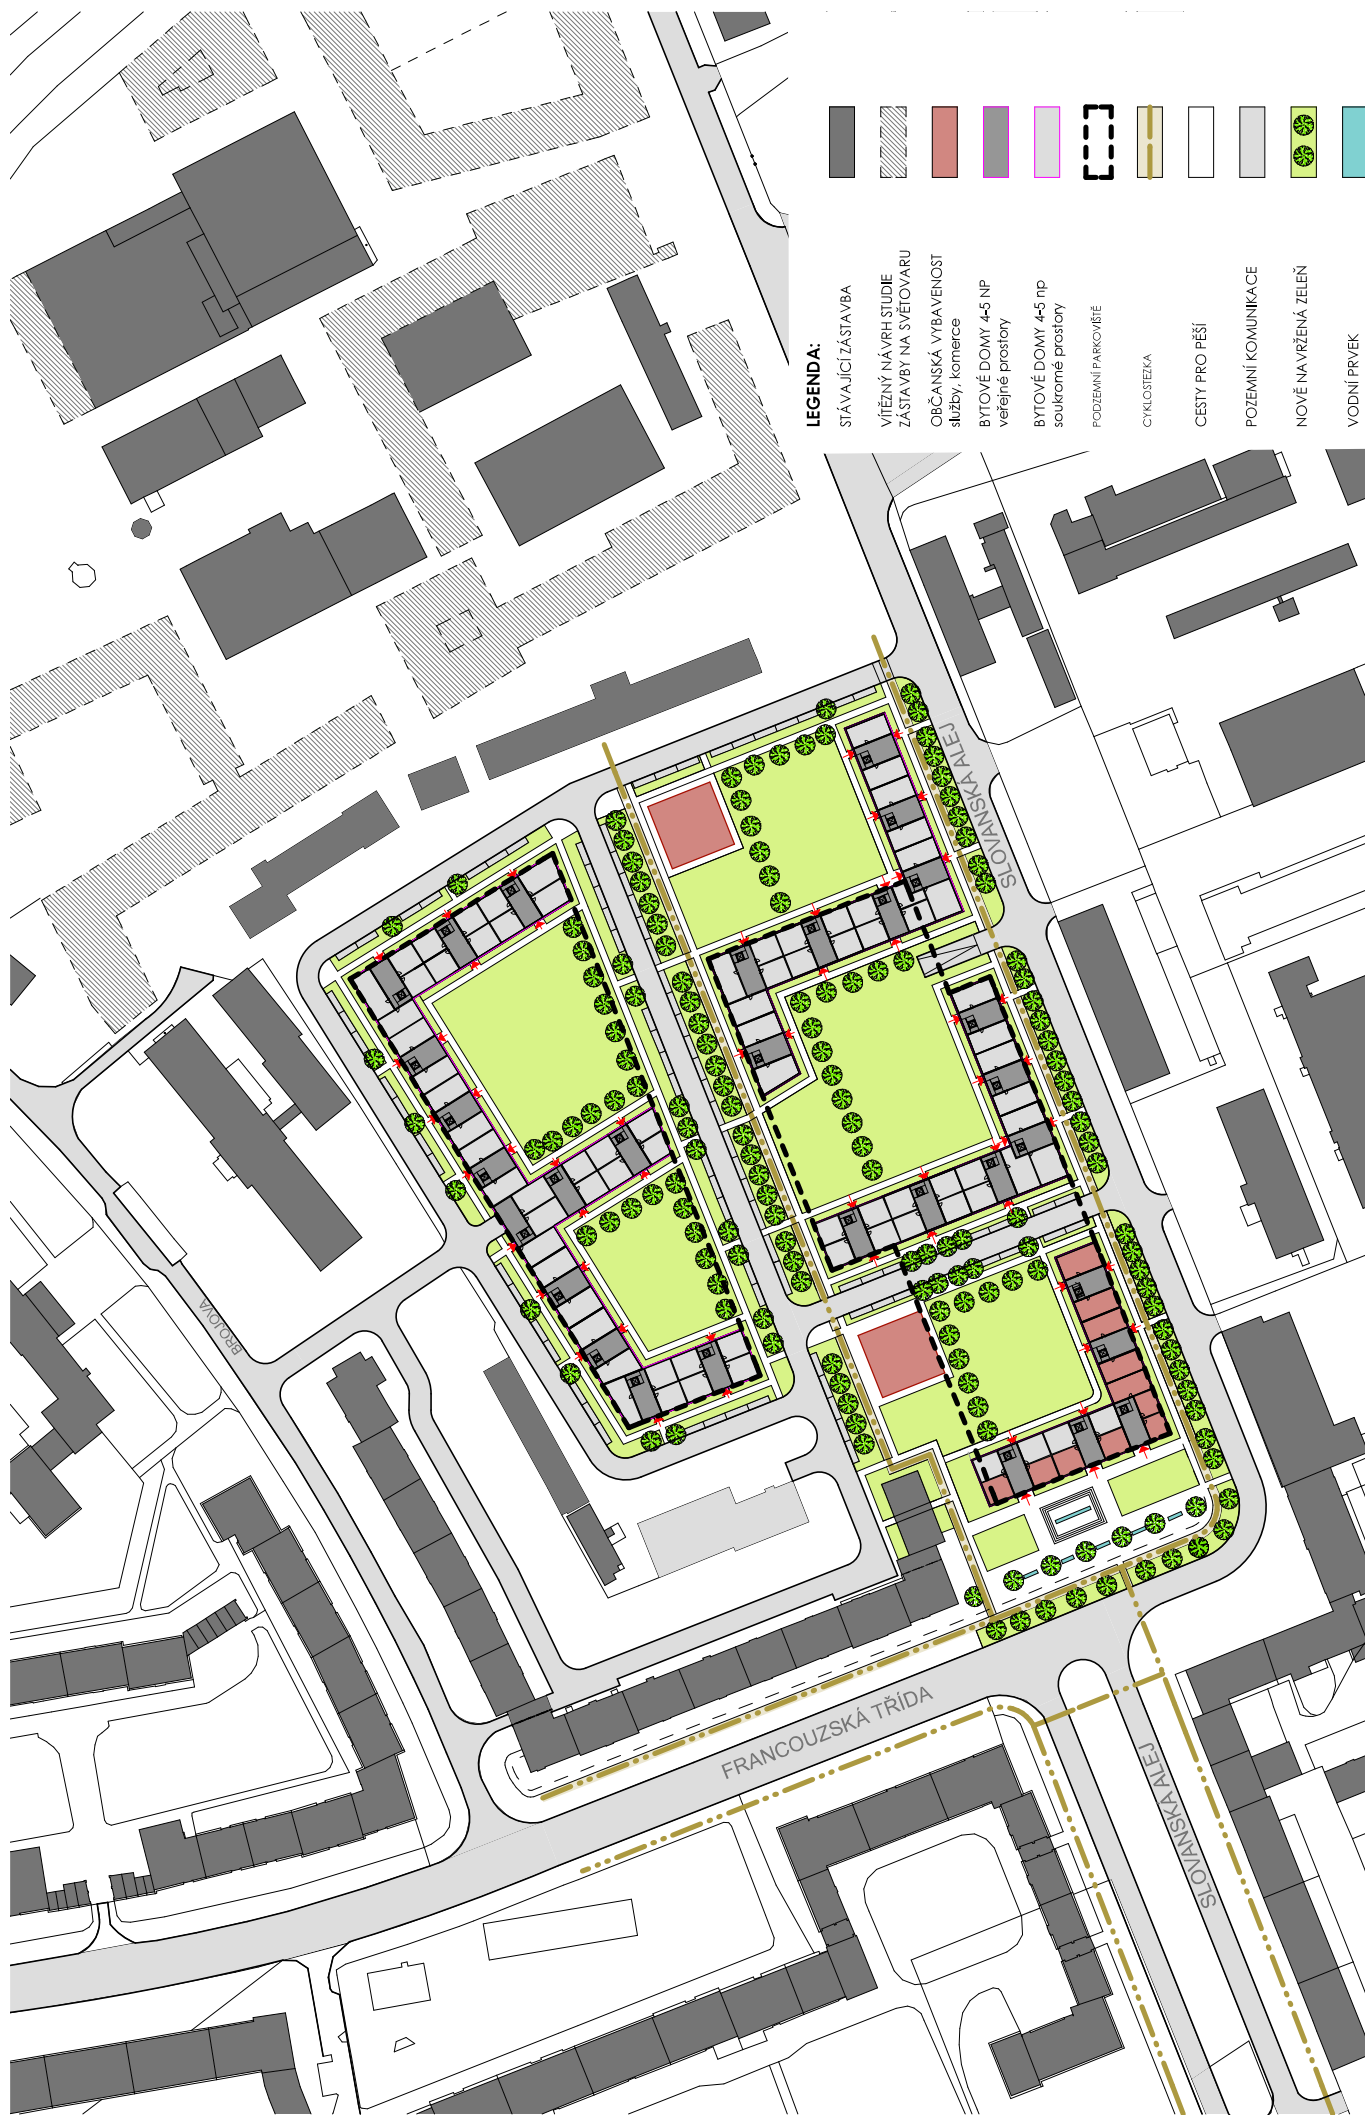 LEGENDA:
STÁVAJÍCÍ ZÁSTAVBA
VÍTĚZNÝ NÁVRH STUDIE
ZÁSTAVBY NA SVĚTOVARU
OBČANSKÁ VYBAVENOST
služby, komerce
BYTOVÉ DOMY 4-5 NP
veřejné prostory
BYTOVÉ DOMY 4-5 np
soukromé prostory
PODZEMNÍ PARKOVIŠTĚ
CYKLOSTEZKA
CESTY PRO PĚŠÍ
POZEMNÍ KOMUNIKACE
NOVĚ NAVRŽENÁ ZELEŇ
VODNÍ PRVEK
SLOVANSKÁ ALEJ
BROJOVA
FRANCOUZSKÁ TŘÍDA
SLOVANSKÁ ALEJ